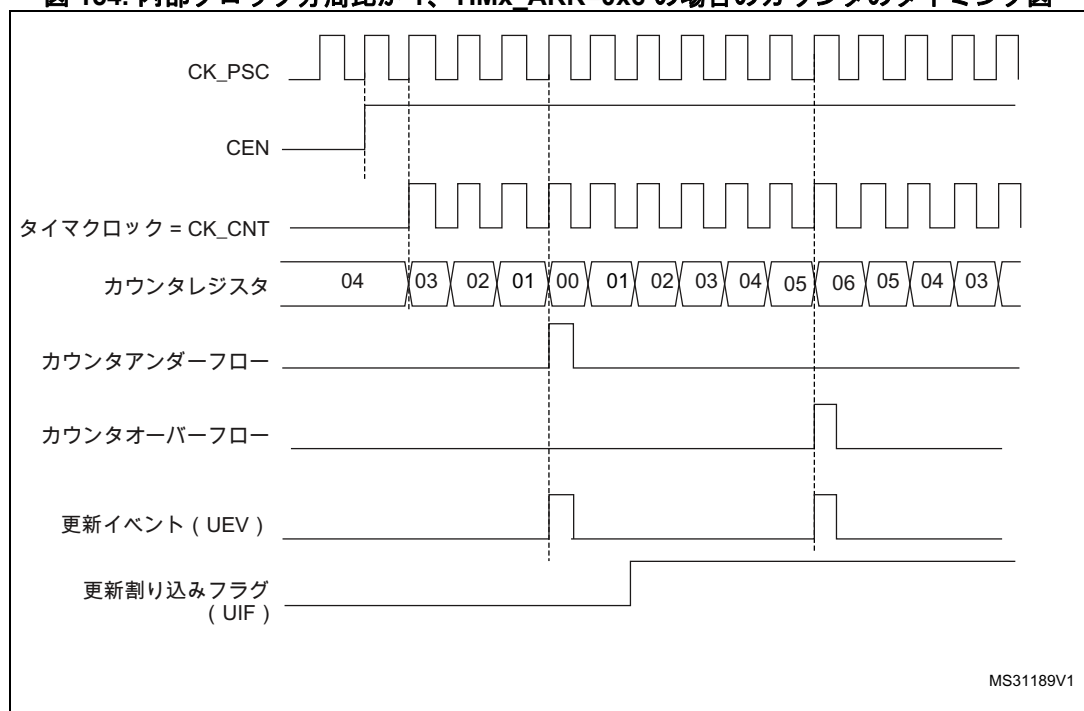 CK_PSC
CEN
タイマクロック = CK_CNT
カウンタレジスタ 04 03 02 01 00 01 02 03 04 05 06 05 04 03
カウンタアンダーフロー
カウンタオーバーフロー
更新イベント ( UEV )
更新割り込みフラグ
( UIF )
MS31189V1